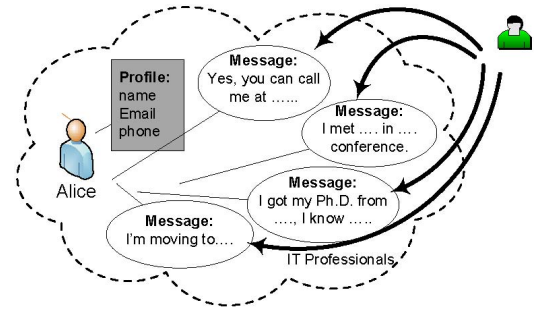 Profile:
name
Email
phone
Alice
Message:
Yes, you can call
me at ......
Message:
I met .... in ....
conference.
Message:
I got my Ph.D. from
...., I know .....
Message:
I'm moving to....
IT Professionals